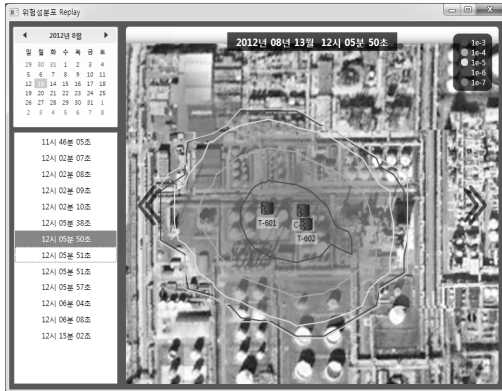 위험성분포 Replay
2012년 8월
일 월 화 수 목 금 토
29 30 31 1 2 3 4
5 6 7 8 9 10 11
12 13 14 15 16 17 18
19 20 21 22 23 24 25
26 27 28 29 30 31 1
2 3 4 5 6 7 8
11시 46분 05초
12시 02분 07초
12시 02분 08초
12시 02분 09초
12시 02분 10초
12시 05분 38초
12시 05분 50초
12시 05분 51초
12시 05분 51초
12시 05분 57초
12시 06분 04초
12시 06분 08초
12시 15분 02초
2012년 08년 13월 12시 05분 50초
1e-3
1e-4
1e-5
1e-6
1e-7
T-601
T-602